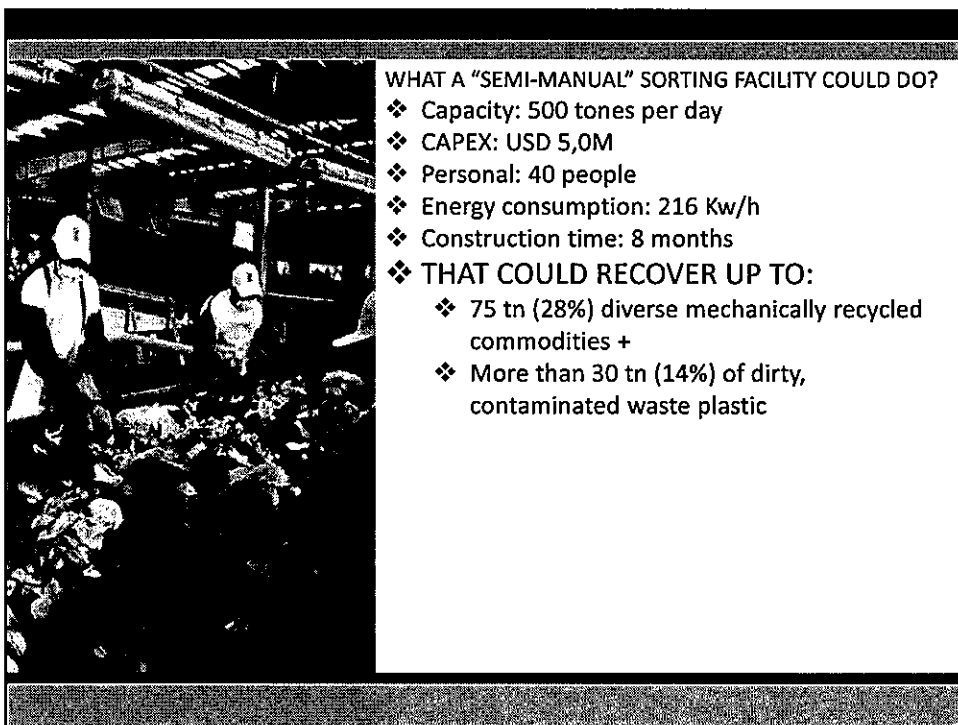 WHAT A “SEMI-MANUAL” SORTING FACILITY COULD DO?
❖ Capacity: 500 tones per day
❖ CAPEX: USD 5,0M
❖ Personal: 40 people
❖ Energy consumption: 216 Kw/h
❖ Construction time: 8 months
❖ THAT COULD RECOVER UP TO:
❖ 75 tn (28%) diverse mechanically recycled
commodities +
❖ More than 30 tn (14%) of dirty,
contaminated waste plastic